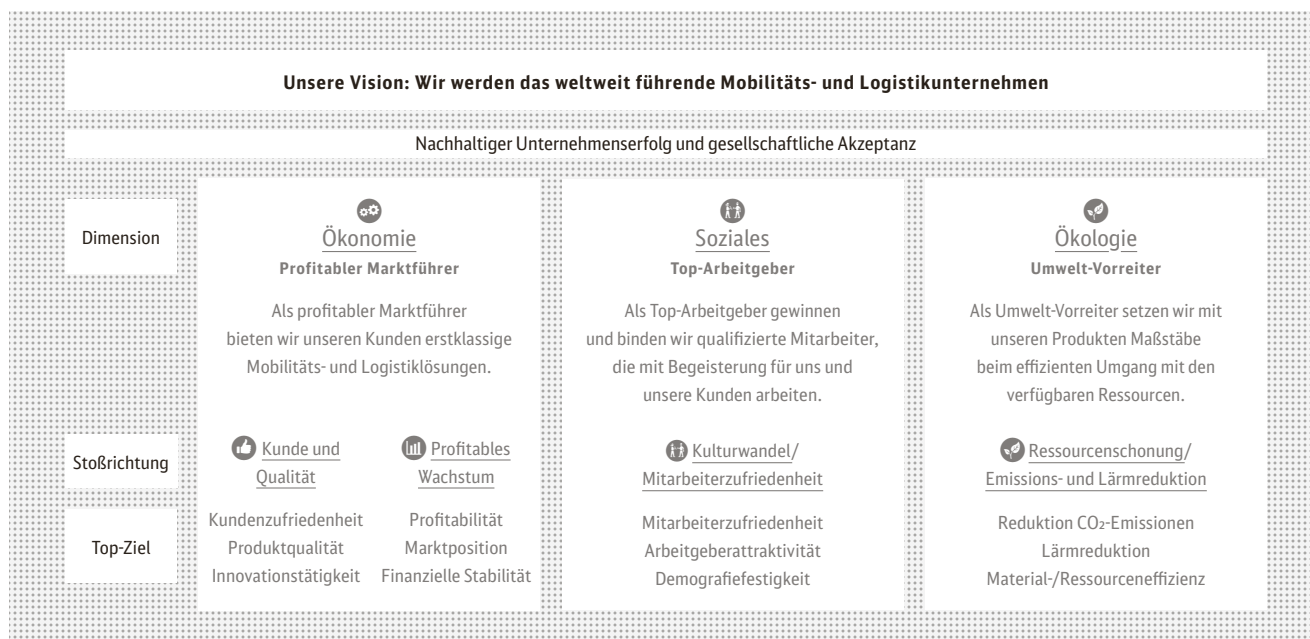 Unsere Vision: Wir werden das weltweit führende Mobilitäts- und Logistikunternehmen
Nachhaltiger Unternehmenserfolg und gesellschaftliche Akzeptanz
Dimension
Ökonomie
Profitabler Marktführer
Als profitabler Marktführer
bieten wir unseren Kunden erstklassige
Mobilitäts- und Logistiklösungen.
Soziales
Top-Arbeitgeber
Als Top-Arbeitgeber gewinnen
und binden wir qualifizierte Mitarbeiter,
die mit Begeisterung für uns und
unsere Kunden arbeiten.
Ökologie
Umwelt-Vorreiter
Als Umwelt-Vorreiter setzen wir mit
unseren Produkten Maßstäbe
beim effizienten Umgang mit den
verfügbaren Ressourcen.
Stoßrichtung
Kunde und
Qualität
Profitables
Wachstum
Kulturwandel/
Mitarbeiterzufriedenheit
Ressourcenschonung/
Emissions- und Lärmreduktion
Top-Ziel
Kundenzufriedenheit
Produktqualität
Innovationstätigkeit
Profitabilität
Marktposition
Finanzielle Stabilität
Mitarbeiterzufriedenheit
Arbeitgeberattraktivität
Demografiefestigkeit
Reduktion CO₂-Emissionen
Lärmreduktion
Material-/Ressourceneffizienz